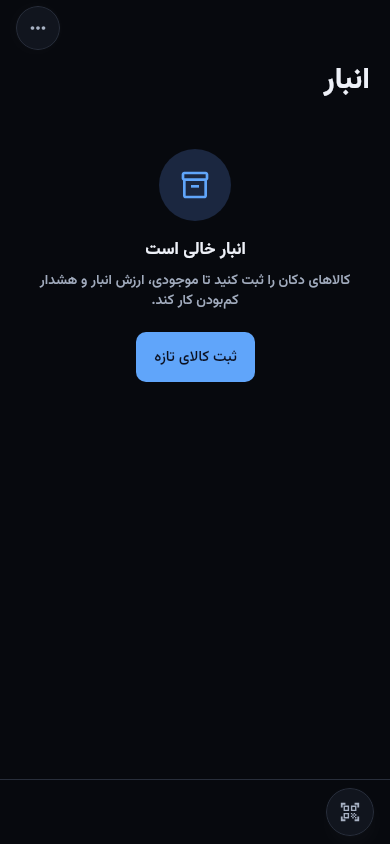 انبار
انبار خالی است
کالاهای دکان را ثبت کنید تا موجودی، ارزش انبار و هشدار
کم‌بودن کار کند.
ثبت کالای تازه